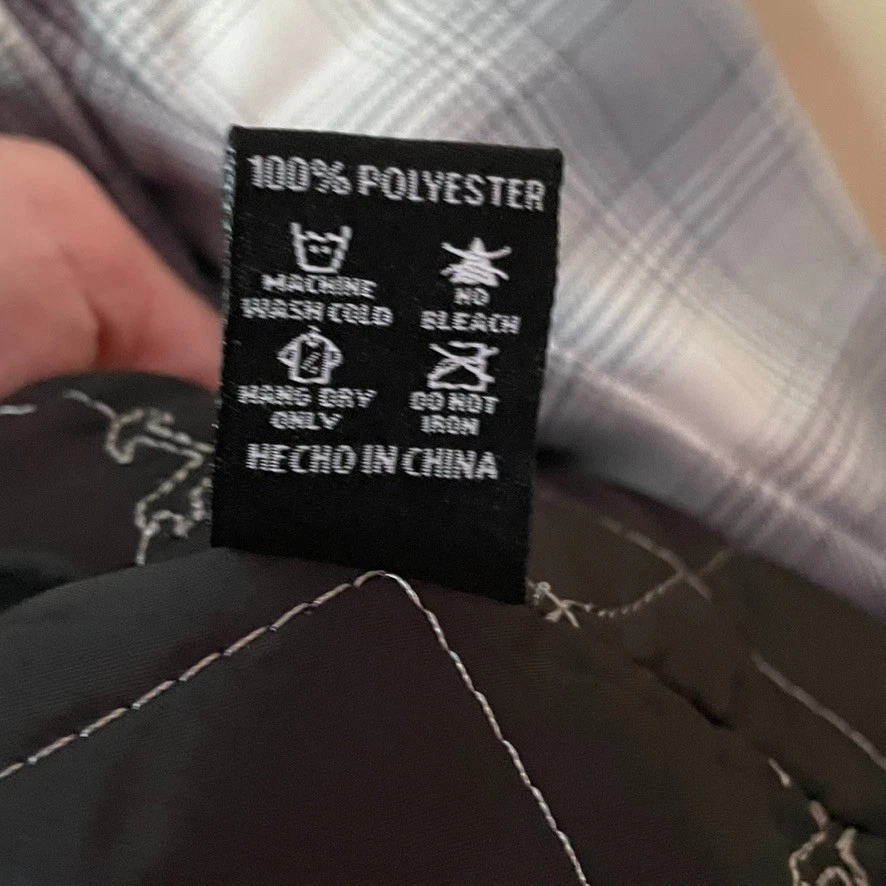 100% POLYESTER
MACHINE
WASH COLD
NO
BLEACH
HANG DRY
ONLY
DO NOT
IRON
HECHO IN CHINA